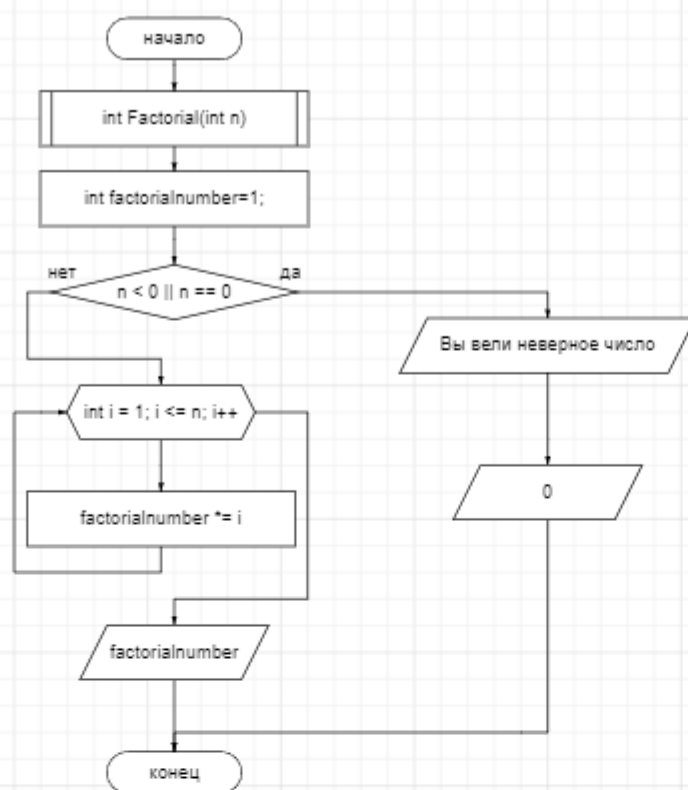 начало
int Factorial(int n)
int factorialnumber=1;
нет
да
n < 0 || n == 0
Вы вели неверное число
int i = 1; i <= n; i++
0
factorialnumber *= i
factorialnumber
конец